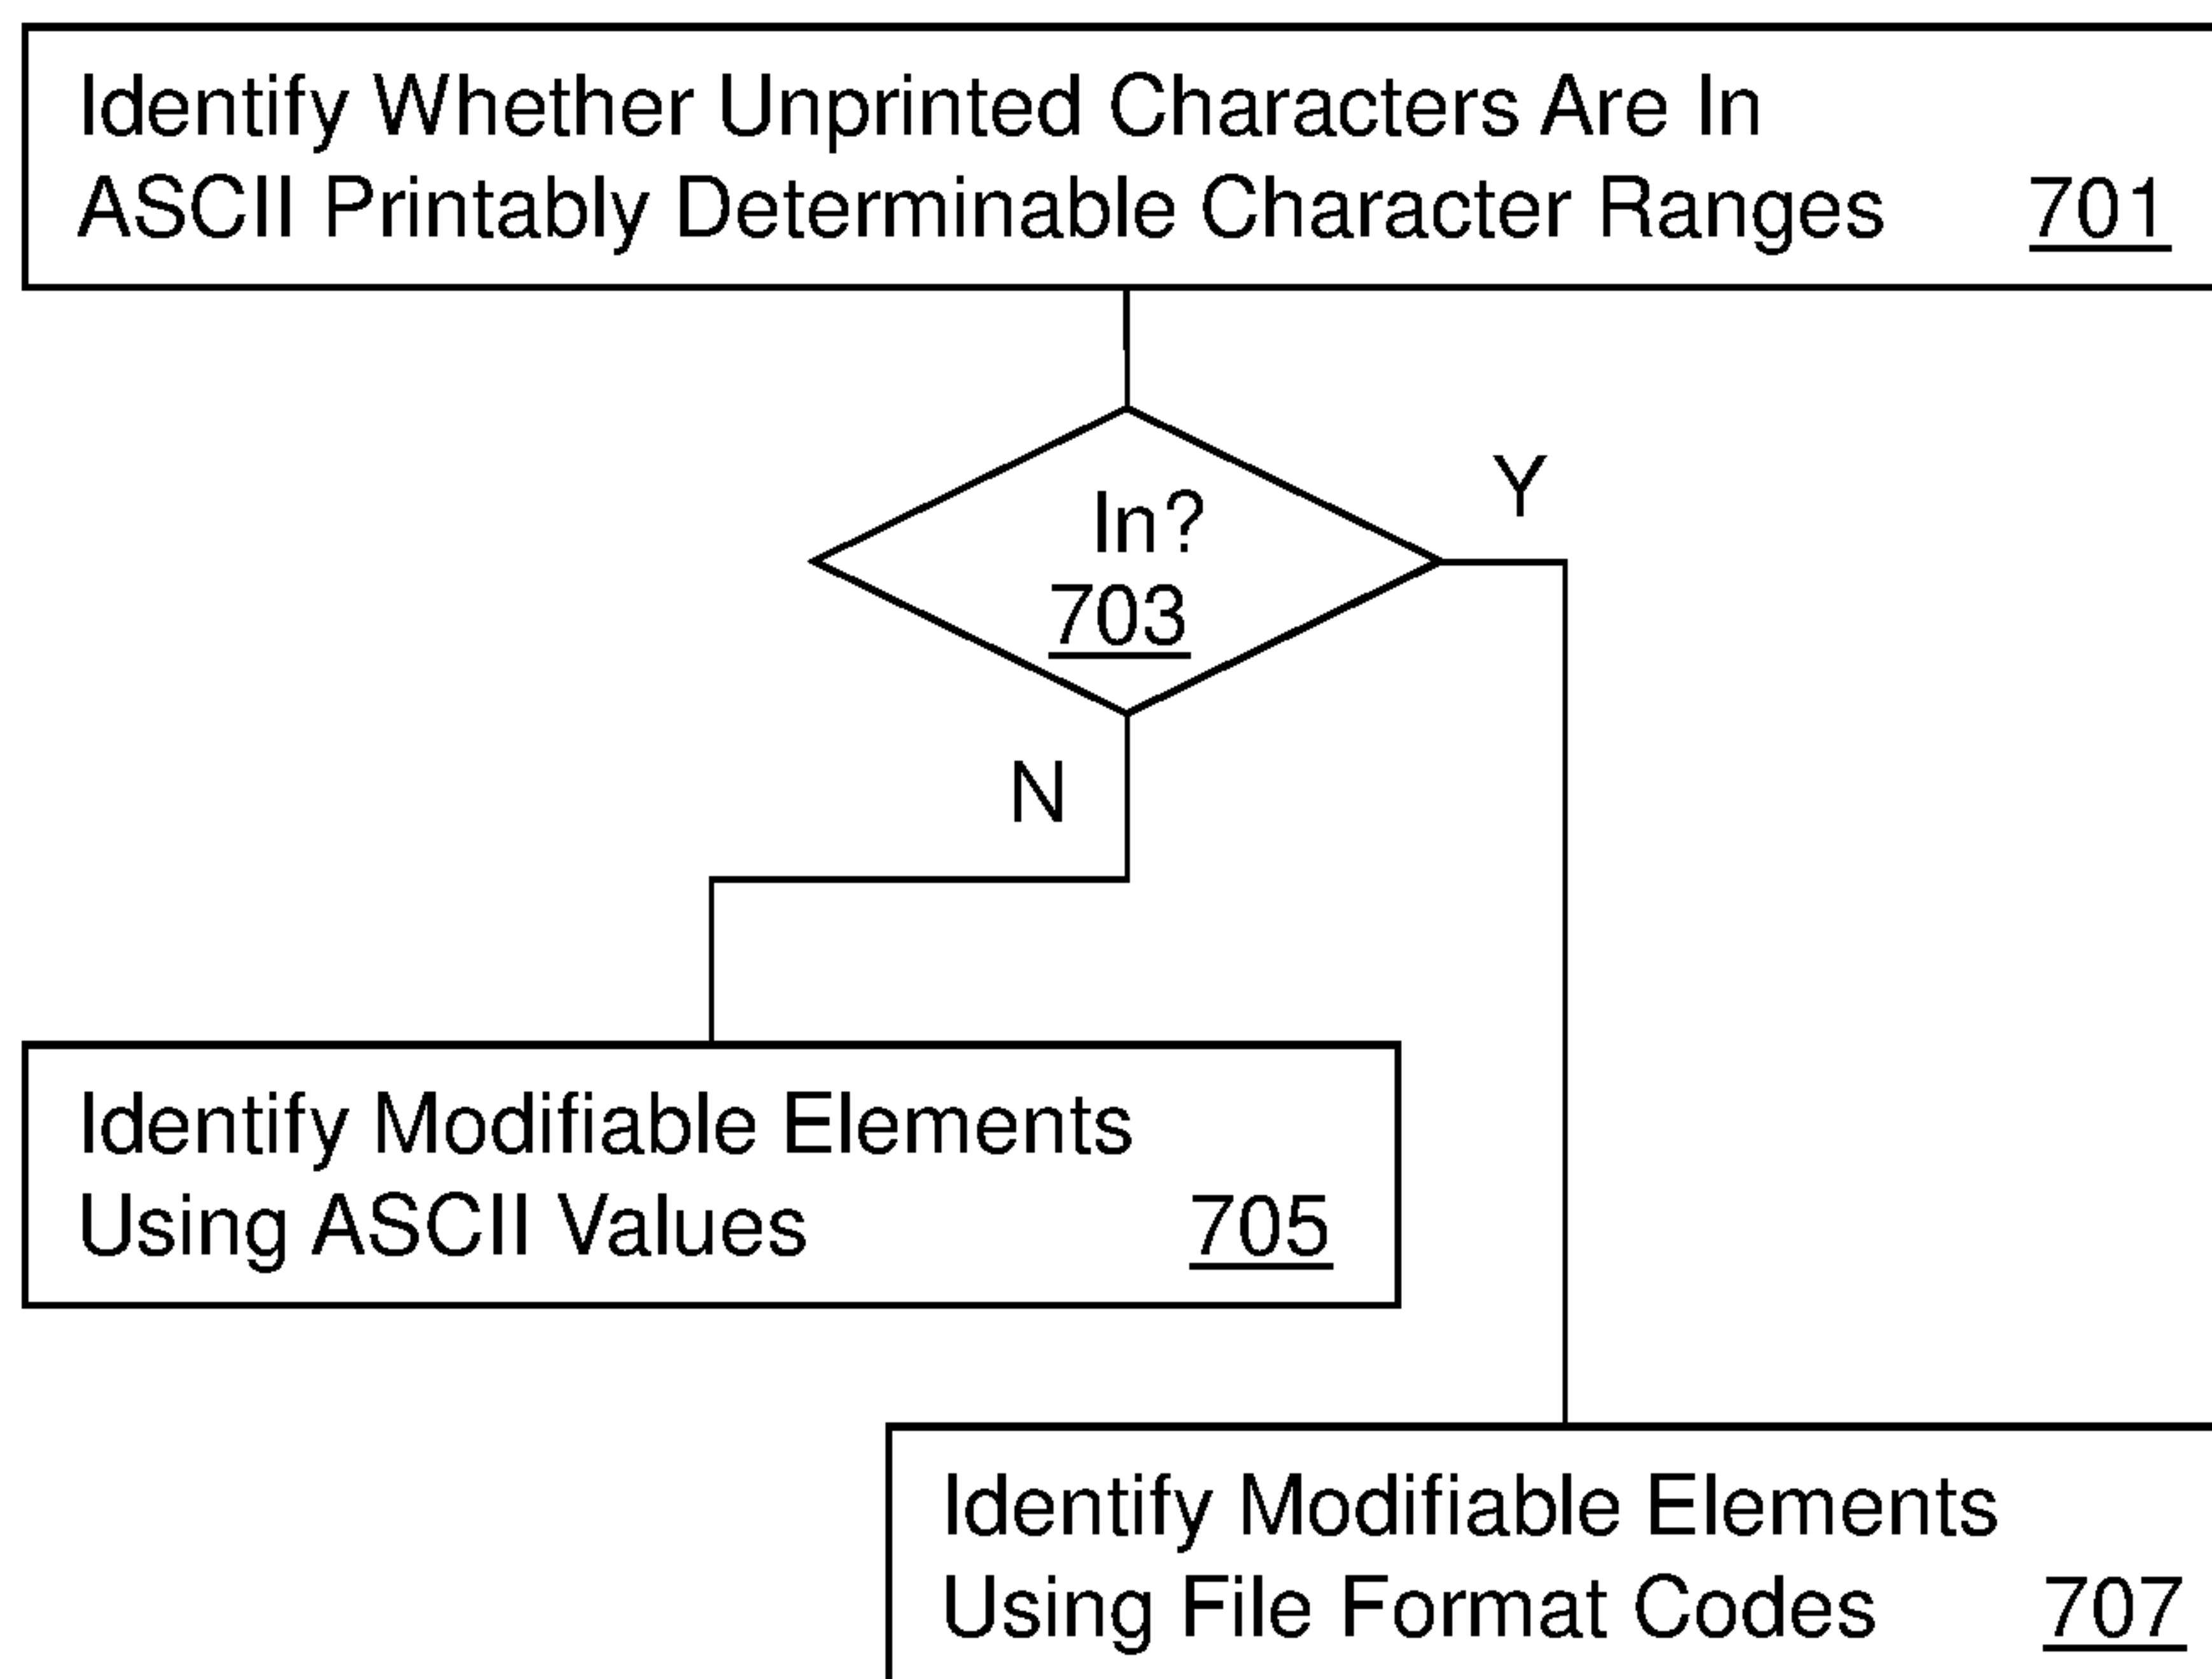 Identify Whether Unprinted Characters Are In
ASCII Printably Determinable Character Ranges 701
In?
703
Y
N
Identify Modifiable Elements
Using ASCII Values 705
Identify Modifiable Elements
Using File Format Codes 707